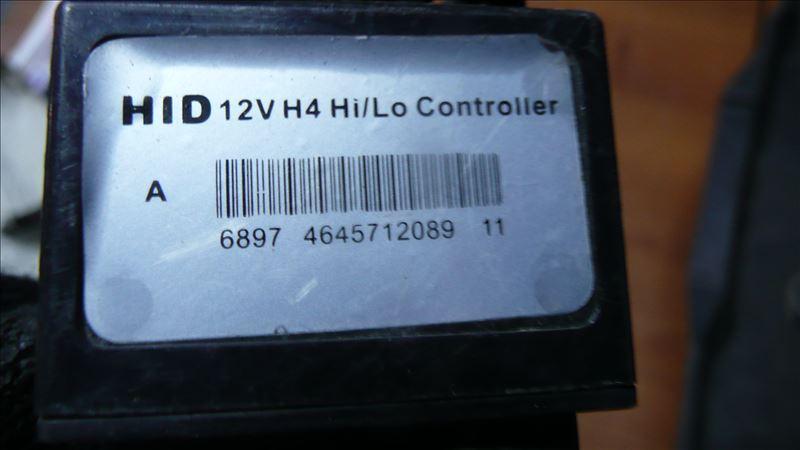 HID 12V H4 Hi/Lo Controller
A
6897 4645712089 11